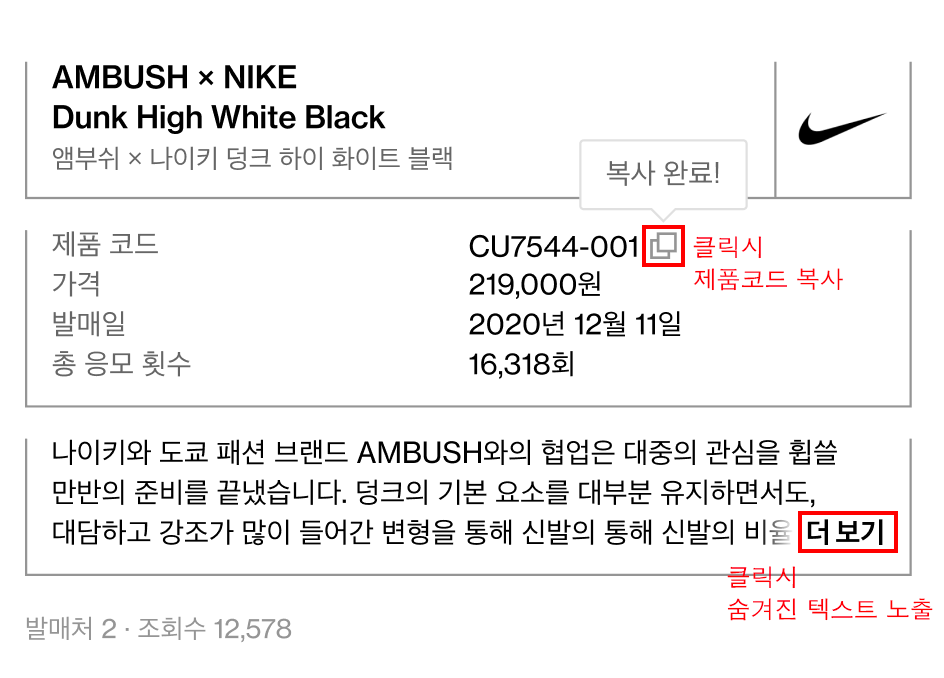 AMBUSH × NIKE
Dunk High White Black
앰부쉬 × 나이키 덩크 하이 화이트 블랙
복사 완료!
제품 코드 CU7544-001 클릭시
제품코드 복사
가격 219,000원
발매일 2020년 12월 11일
총 응모 횟수 16,318회
나이키와 도쿄 패션 브랜드 AMBUSH와의 협업은 대중의 관심을 휩쓸
만반의 준비를 끝냈습니다. 덩크의 기본 요소를 대부분 유지하면서도,
대담하고 강조가 많이 들어간 변형을 통해 신발의 통해 신발의 비율 더 보기
클릭시
숨겨진 텍스트 노출
발매처 2 · 조회수 12,578